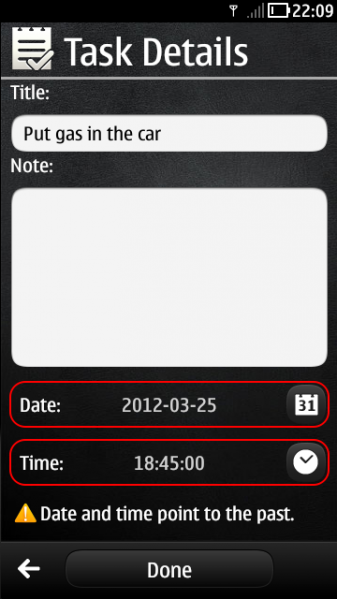 22:09
Task Details
Title:
Put gas in the car
Note:
Date: 2012-03-25 31
Time: 18:45:00
Date and time point to the past.
Done